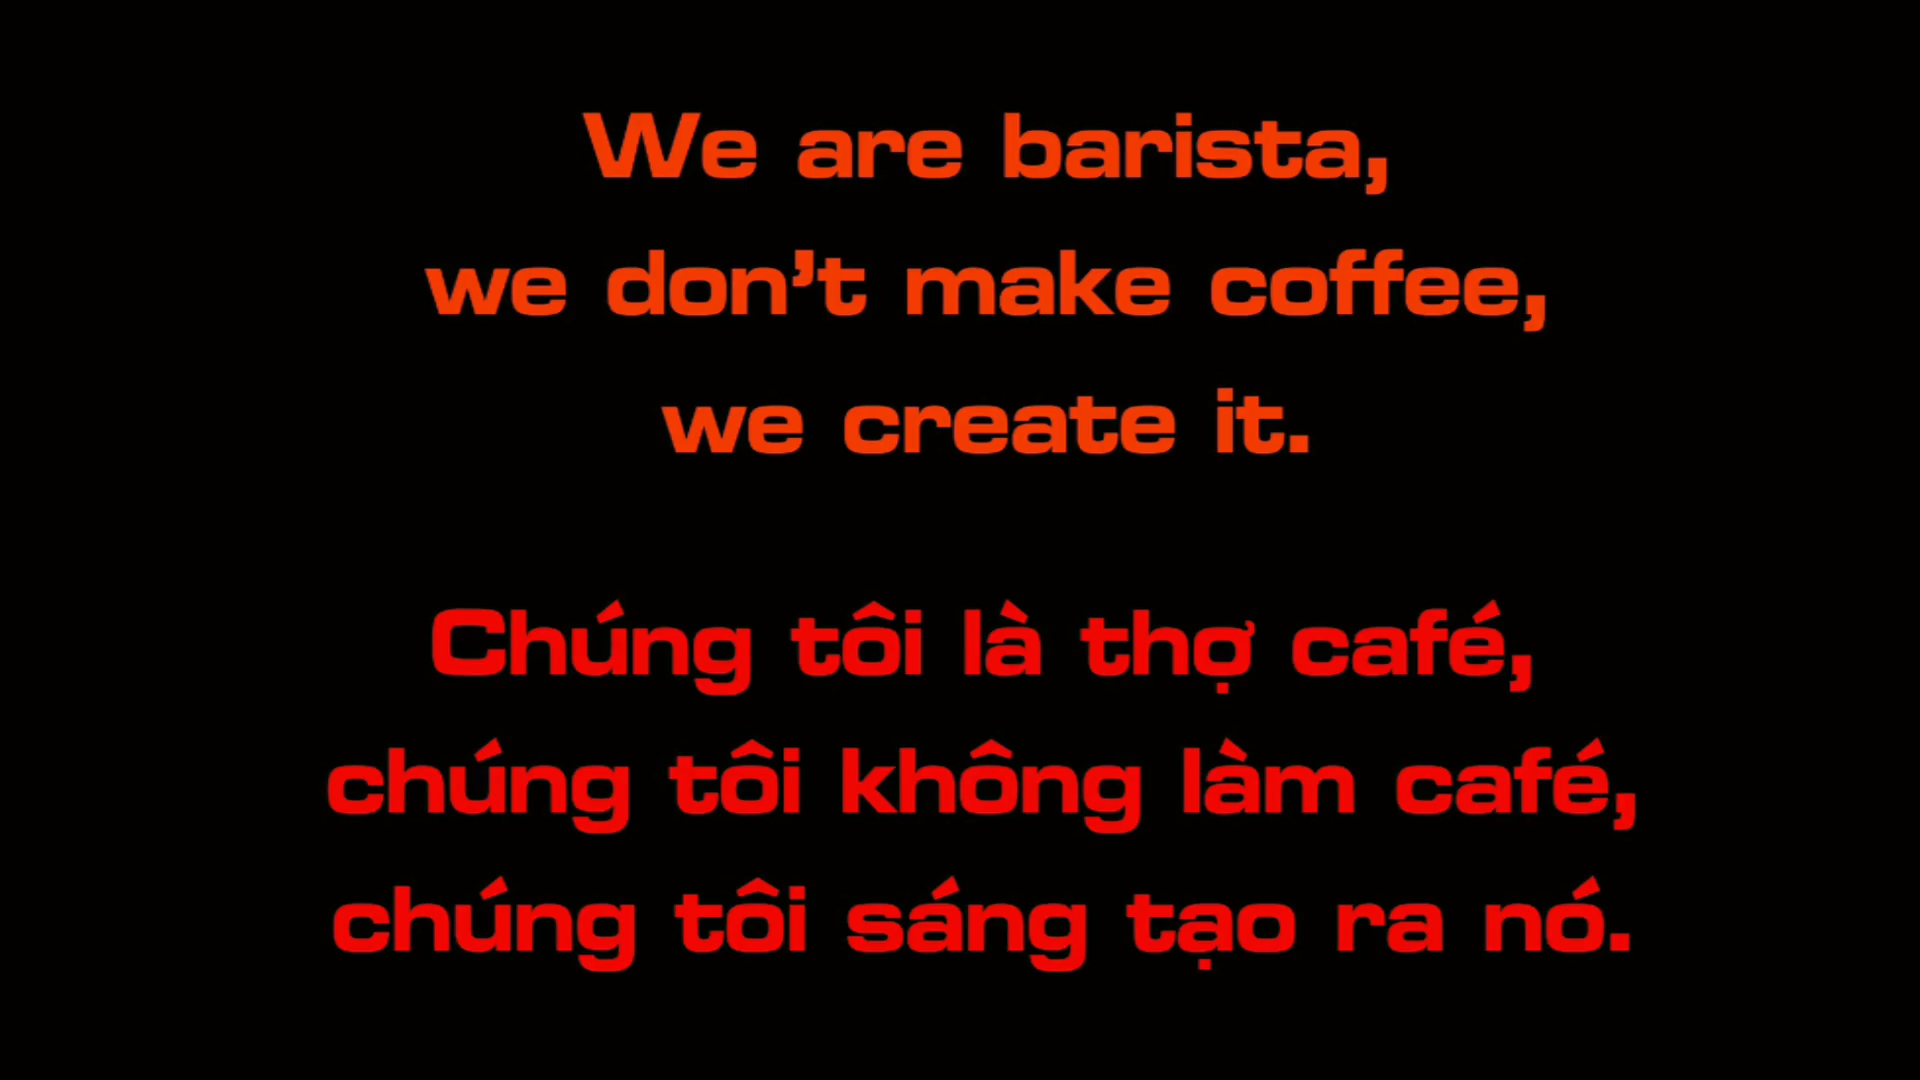 We are barista,
we don’t make coffee,
we create it.
Chúng tôi là thợ café,
chúng tôi không làm café,
chúng tôi sáng tạo ra nó.